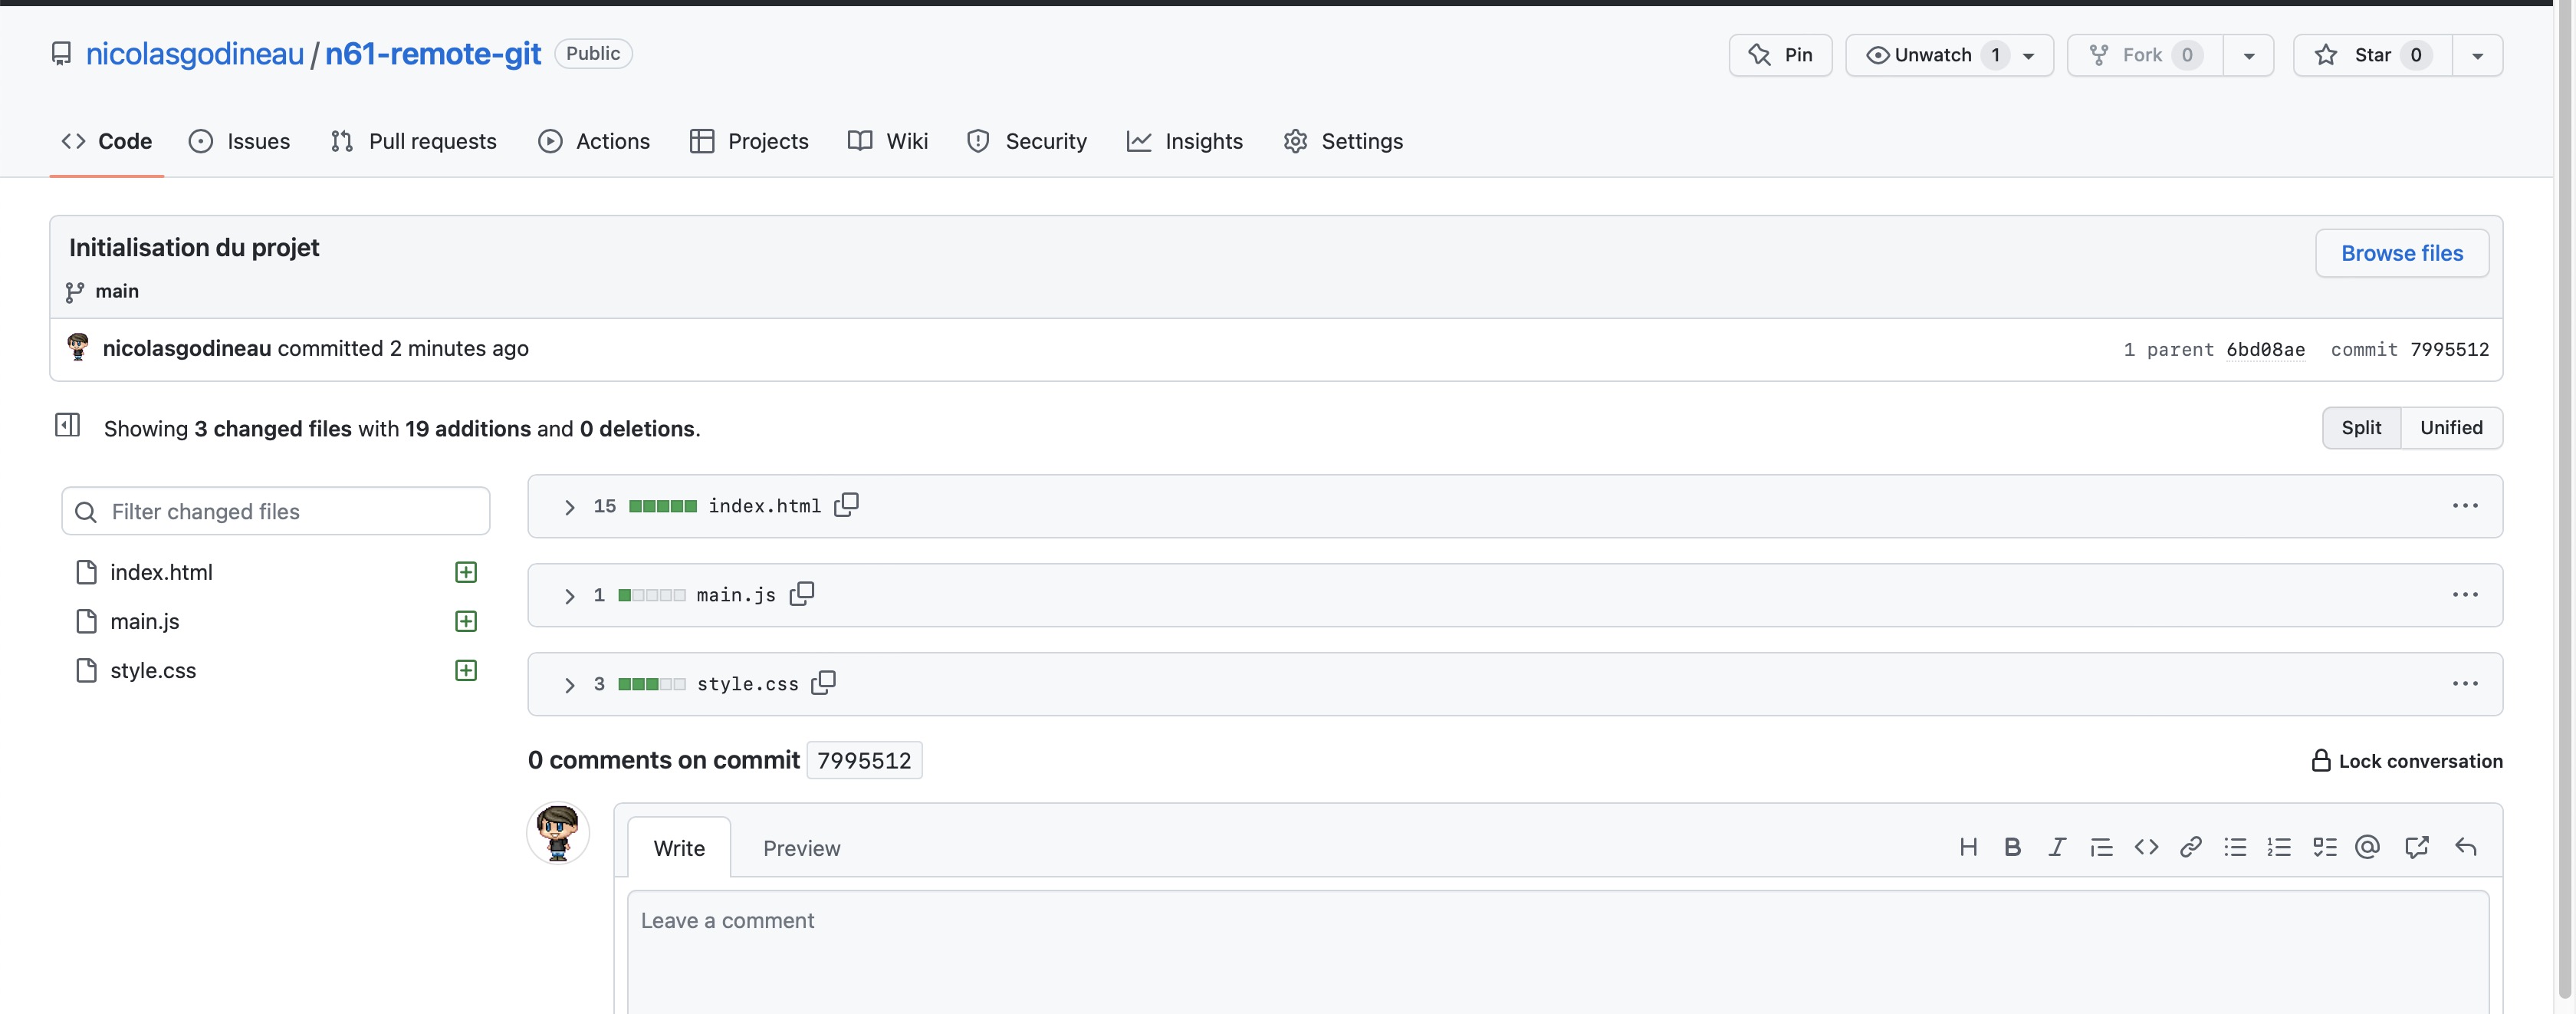 nicolasgodineau / n61-remote-git Public
Pin Unwatch 1 Fork 0 Star 0
Code Issues Pull requests Actions Projects Wiki Security Insights Settings
Initialisation du projet
Browse files
main
nicolasgodineau committed 2 minutes ago
1 parent 6bd08ae commit 7995512
Showing 3 changed files with 19 additions and 0 deletions.
Split Unified
Filter changed files
index.html
main.js
style.css
15 index.html
1 main.js
3 style.css
0 comments on commit 7995512
Lock conversation
Write Preview
Leave a comment